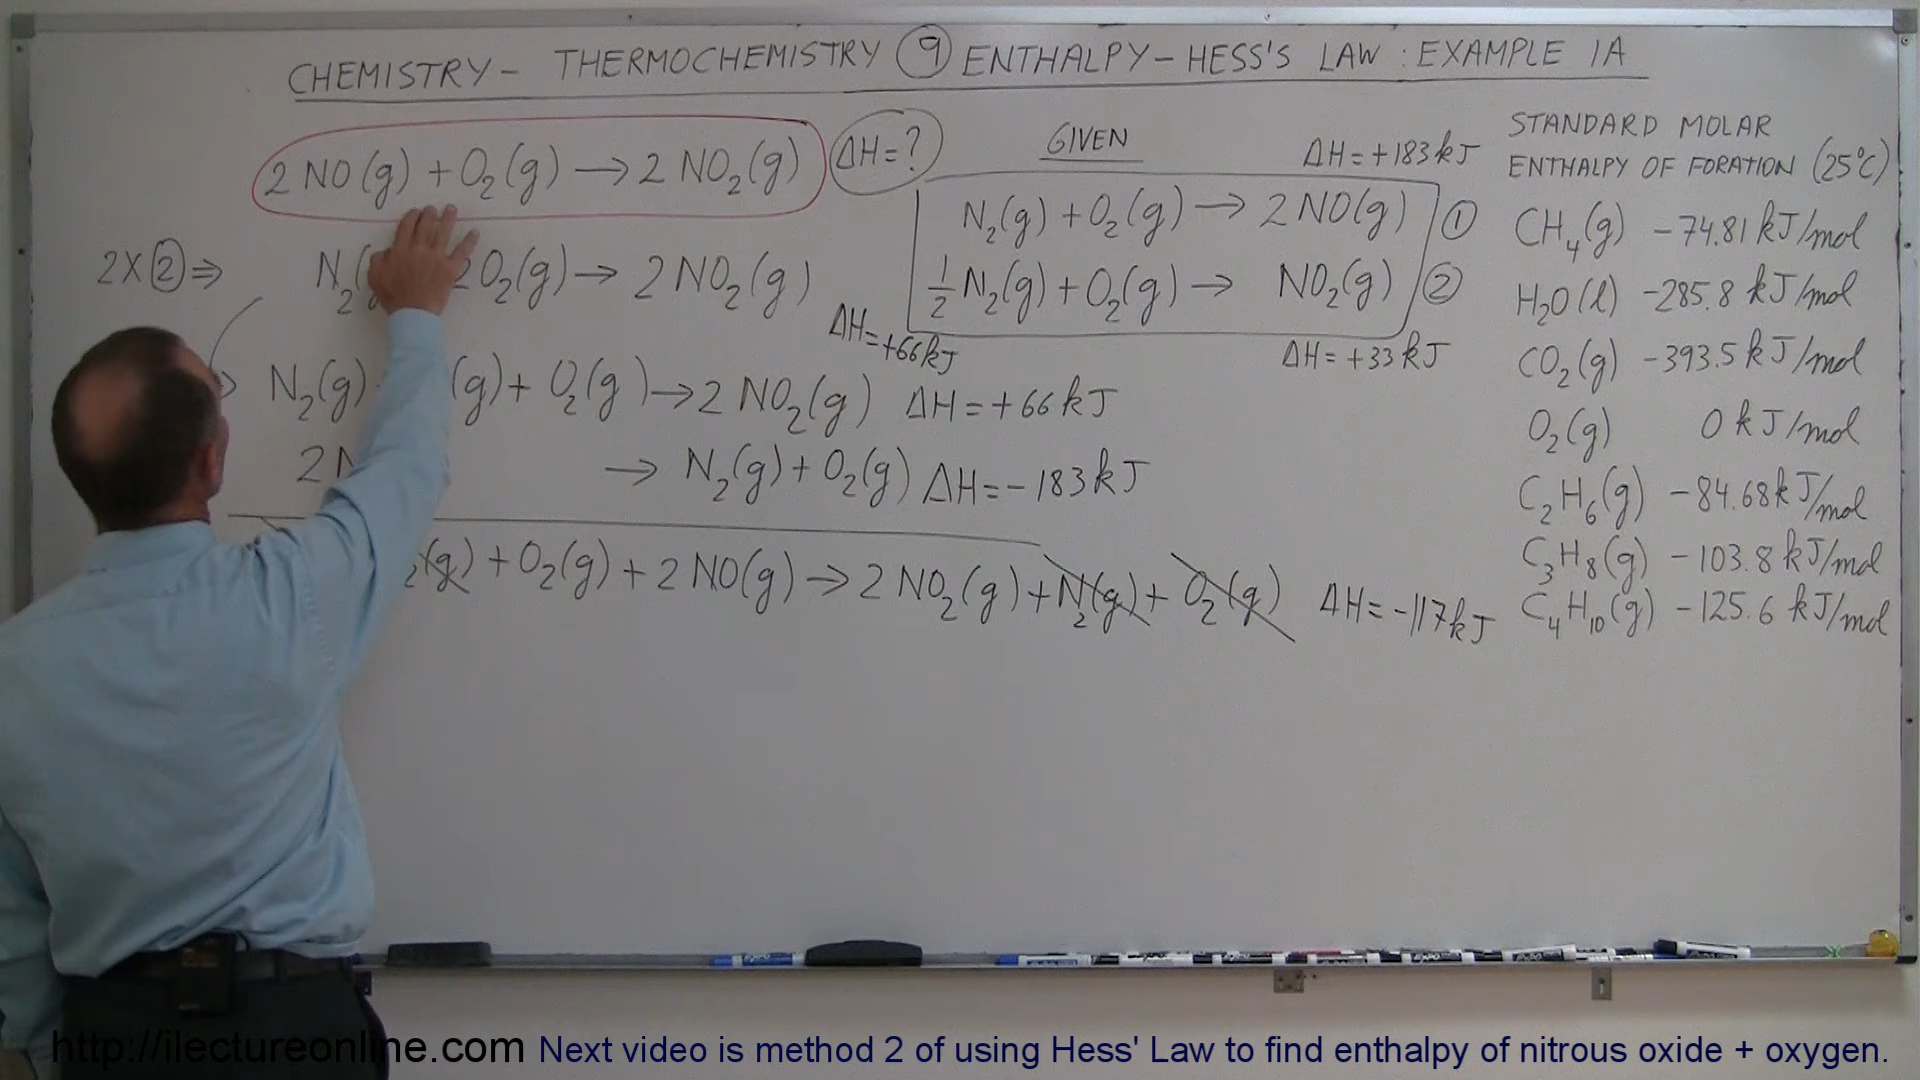 CHEMISTRY – THERMOCHEMISTRY ⑨ ENTHALPY – HESS'S LAW : EXAMPLE 1A
2 NO(g) + O₂(g) → 2 NO₂(g) ΔH = ?
2 X ② ⇒ N₂( 2O₂(g) → 2 NO₂(g)
ΔH = +66 kJ
N₂(g) (g) + O₂(g) → 2 NO₂(g) ΔH = +66 kJ
2N → N₂(g) + O₂(g) ΔH = –183 kJ
₂(g) + O₂(g) + 2 NO(g) → 2 NO₂(g) + N₂(g) + O₂(g) ΔH = –117 kJ
GIVEN
ΔH = +183 kJ
N₂(g) + O₂(g) → 2 NO(g) ①
½ N₂(g) + O₂(g) → NO₂(g) ②
ΔH = +33 kJ
STANDARD MOLAR
ENTHALPY OF FORATION (25°C)
CH₄(g) –74.81 kJ/mol
H₂O(l) –285.8 kJ/mol
CO₂(g) –393.5 kJ/mol
O₂(g) 0 kJ/mol
C₂H₆(g) –84.68 kJ/mol
C₃H₈(g) –103.8 kJ/mol
C₄H₁₀(g) –125.6 kJ/mol
http://ilectureonline.com Next video is method 2 of using Hess' Law to find enthalpy of nitrous oxide + oxygen.